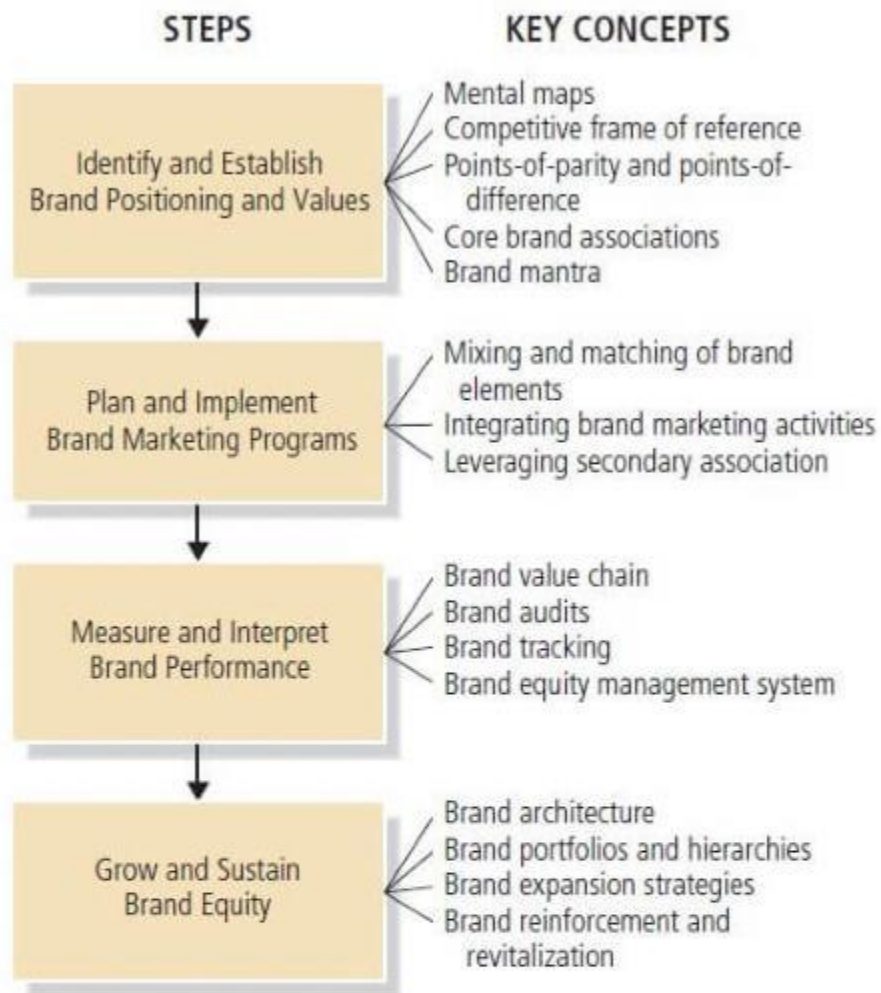 STEPS
KEY CONCEPTS
Identify and Establish
Brand Positioning and Values
Mental maps
Competitive frame of reference
Points-of-parity and points-of-
difference
Core brand associations
Brand mantra
Plan and Implement
Brand Marketing Programs
Mixing and matching of brand
elements
Integrating brand marketing activities
Leveraging secondary association
Measure and Interpret
Brand Performance
Brand value chain
Brand audits
Brand tracking
Brand equity management system
Grow and Sustain
Brand Equity
Brand architecture
Brand portfolios and hierarchies
Brand expansion strategies
Brand reinforcement and
revitalization